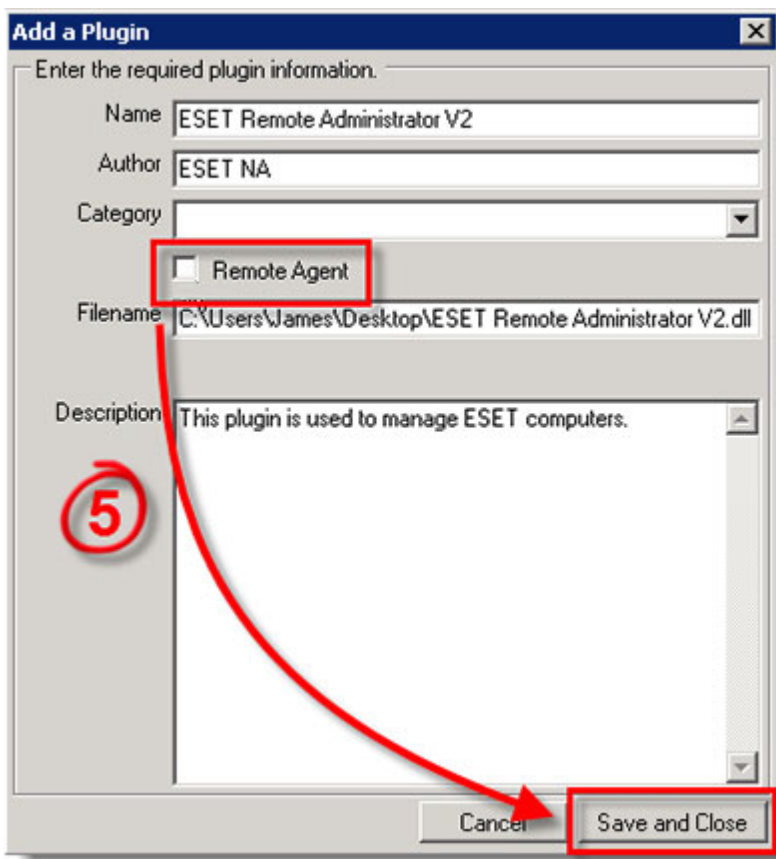 Add a Plugin
Enter the required plugin information.
Name ESET Remote Administrator V2
Author ESET NA
Category
Remote Agent
Filename C:\Users\James\Desktop\ESET Remote Administrator V2.dll
Description This plugin is used to manage ESET computers.
5
Cancel Save and Close